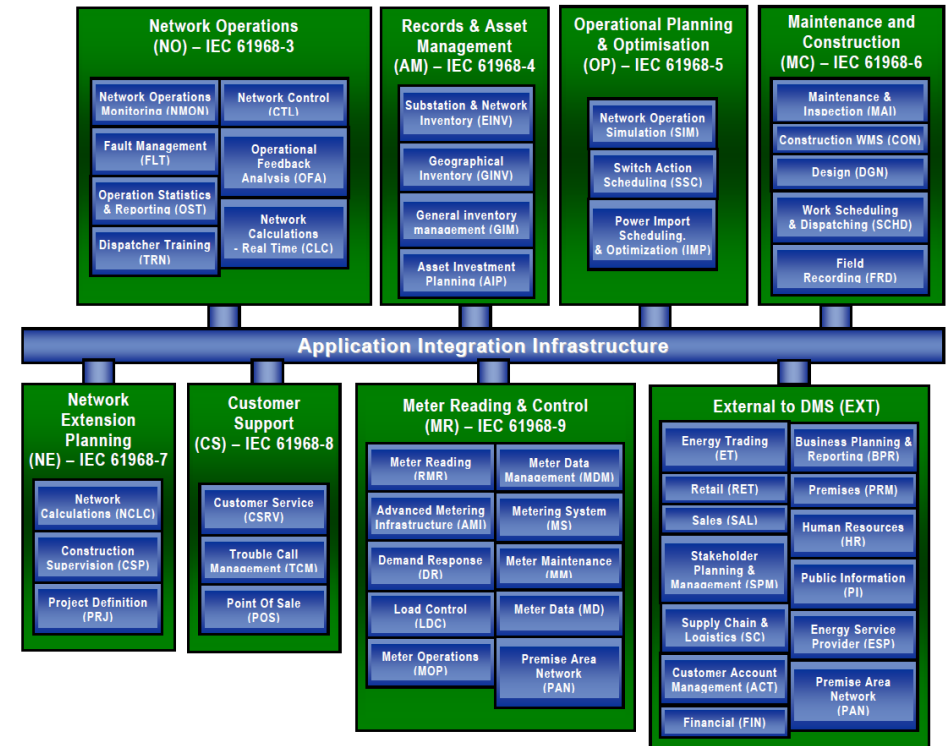 Network Operations
(NO) – IEC 61968-3
Network Operations
Monitoring (NMON)
Network Control
(CTL)
Fault Management
(FLT)
Operational
Feedback
Analysis (OFA)
Operation Statistics
& Reporting (OST)
Network
Calculations
- Real Time (CLC)
Dispatcher Training
(TRN)
Records & Asset
Management
(AM) – IEC 61968-4
Substation & Network
Inventory (EINV)
Geographical
Inventory (GINV)
General inventory
management (GIM)
Asset Investment
Planning (AIP)
Operational Planning
& Optimisation
(OP) – IEC 61968-5
Network Operation
Simulation (SIM)
Switch Action
Scheduling (SSC)
Power Import
Scheduling.
& Optimization (IMP)
Maintenance and
Construction
(MC) – IEC 61968-6
Maintenance &
Inspection (MAI)
Construction WMS (CON)
Design (DGN)
Work Scheduling
& Dispatching (SCHD)
Field
Recording (FRD)
Application Integration Infrastructure
Network
Extension
Planning
(NE) – IEC 61968-7
Network
Calculations (NCLC)
Construction
Supervision (CSP)
Project Definition
(PRJ)
Customer
Support
(CS) – IEC 61968-8
Customer Service
(CSRV)
Trouble Call
Management (TCM)
Point Of Sale
(POS)
Meter Reading & Control
(MR) – IEC 61968-9
Meter Reading
(RMR)
Meter Data
Management (MDM)
Advanced Metering
Infrastructure (AMI)
Metering System
(MS)
Demand Response
(DR)
Meter Maintenance
(MM)
Load Control
(LDC)
Meter Data (MD)
Meter Operations
(MOP)
Premise Area
Network
(PAN)
External to DMS (EXT)
Energy Trading
(ET)
Business Planning &
Reporting (BPR)
Retail (RET)
Premises (PRM)
Sales (SAL)
Human Resources
(HR)
Stakeholder
Planning &
Management (SPM)
Public Information
(PI)
Supply Chain &
Logistics (SC)
Energy Service
Provider (ESP)
Customer Account
Management (ACT)
Premise Area
Network
(PAN)
Financial (FIN)